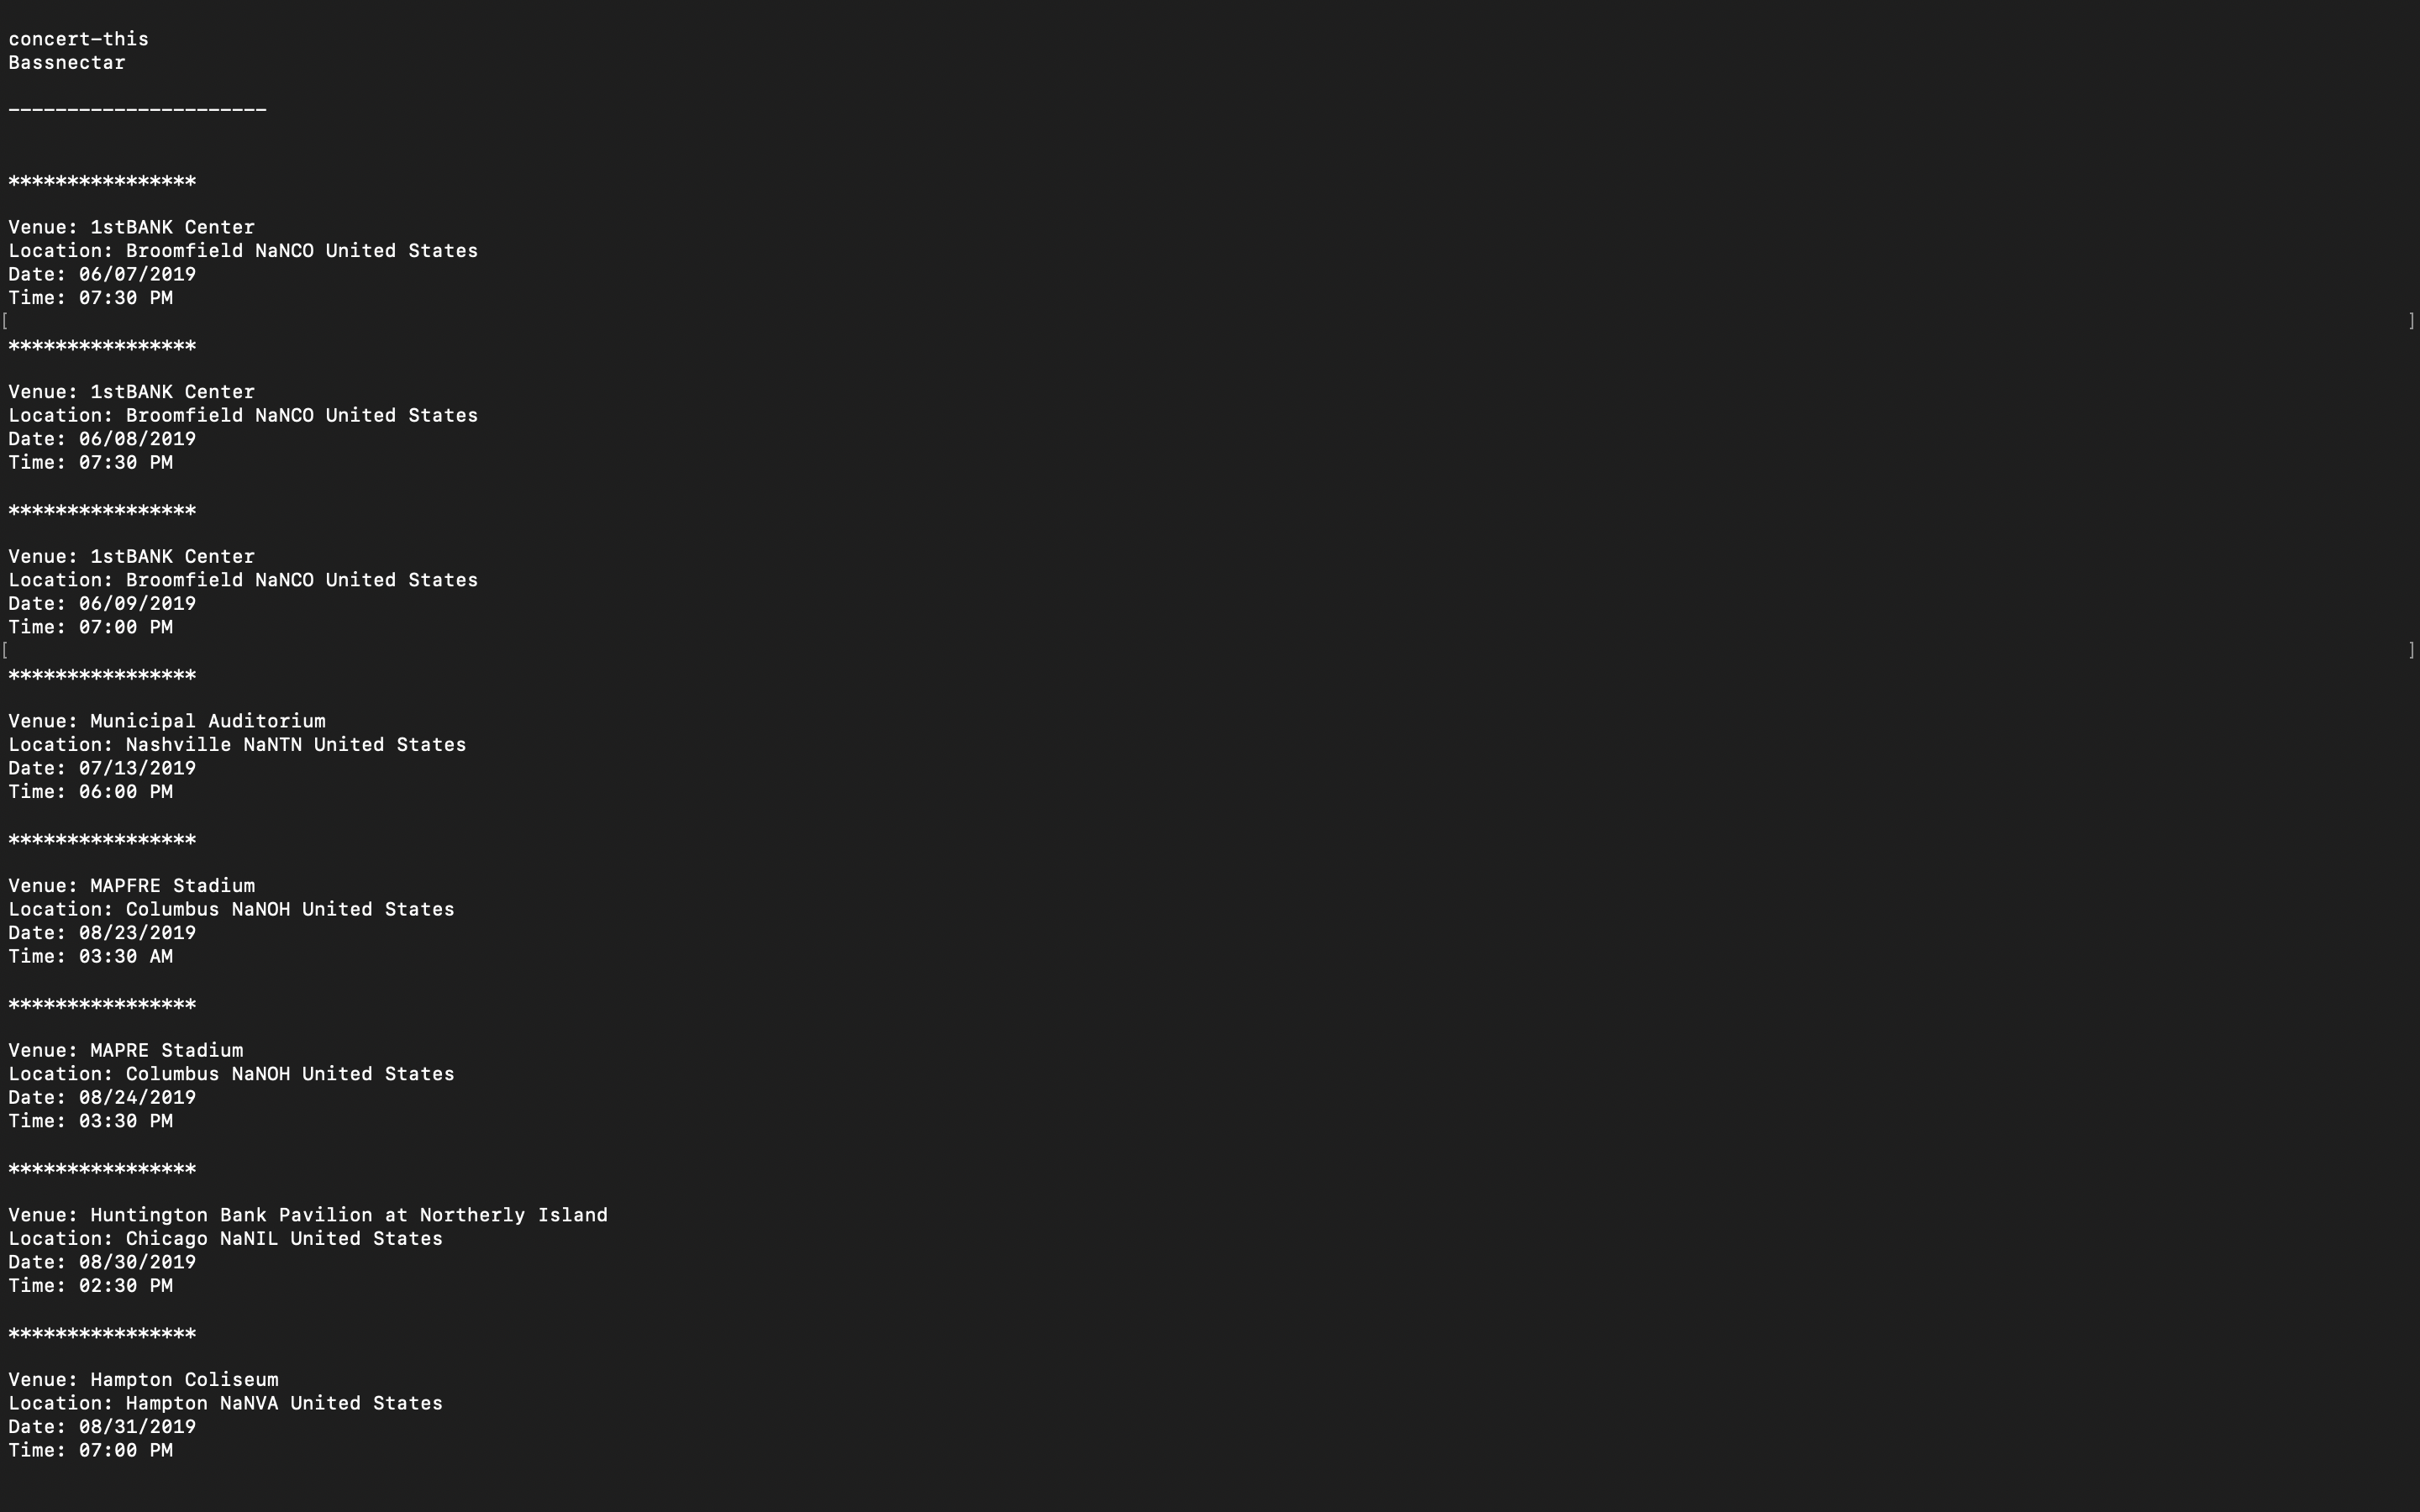 concert-this
Bassnectar
----------------------
****************
Venue: 1stBANK Center
Location: Broomfield NaNCO United States
Date: 06/07/2019
Time: 07:30 PM
[ ]
****************
Venue: 1stBANK Center
Location: Broomfield NaNCO United States
Date: 06/08/2019
Time: 07:30 PM
****************
Venue: 1stBANK Center
Location: Broomfield NaNCO United States
Date: 06/09/2019
Time: 07:00 PM
[ ]
****************
Venue: Municipal Auditorium
Location: Nashville NaNTN United States
Date: 07/13/2019
Time: 06:00 PM
****************
Venue: MAPFRE Stadium
Location: Columbus NaNOH United States
Date: 08/23/2019
Time: 03:30 AM
****************
Venue: MAPRE Stadium
Location: Columbus NaNOH United States
Date: 08/24/2019
Time: 03:30 PM
****************
Venue: Huntington Bank Pavilion at Northerly Island
Location: Chicago NaNIL United States
Date: 08/30/2019
Time: 02:30 PM
****************
Venue: Hampton Coliseum
Location: Hampton NaNVA United States
Date: 08/31/2019
Time: 07:00 PM